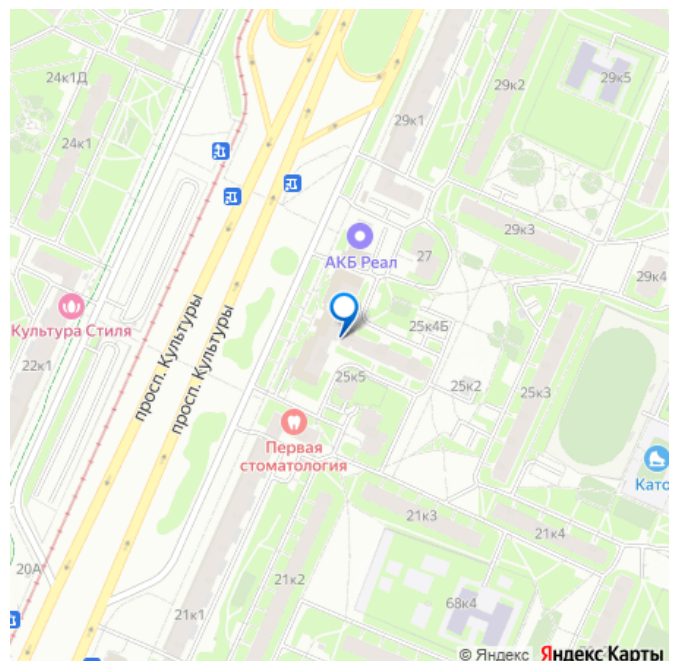 24к1Д
29к5
29к2
24к1
29к1
29к3
27
АКБ Реал
29к4
Культура Стиля
просп. Культуры
просп. Культуры
25к4Б
22к1
25к5
25к2
25к3
Первая
стоматология
Като
21к3
21к4
20А
21к2
68к4
21к1
© Яндекс Яндекс Карты